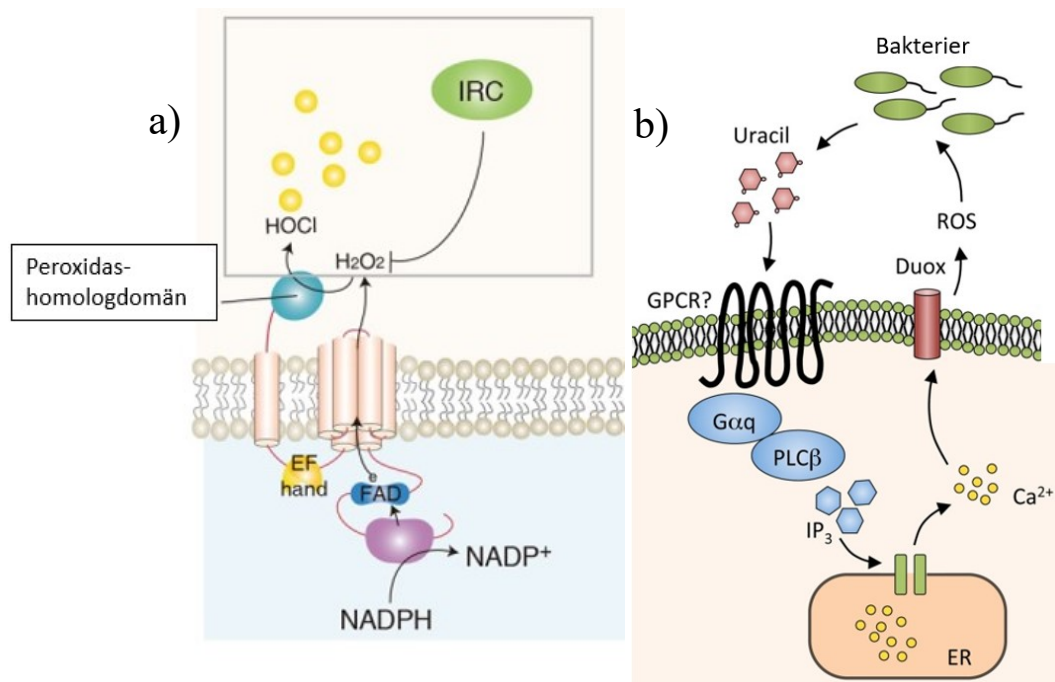 a)
IRC
HOCl
H₂O₂
Peroxidas-
homologdomän
EF
hand
e
FAD
NADP⁺
NADPH
b)
Bakterier
Uracil
ROS
Duox
GPCR?
Gαq
PLCβ
IP₃
Ca²⁺
ER